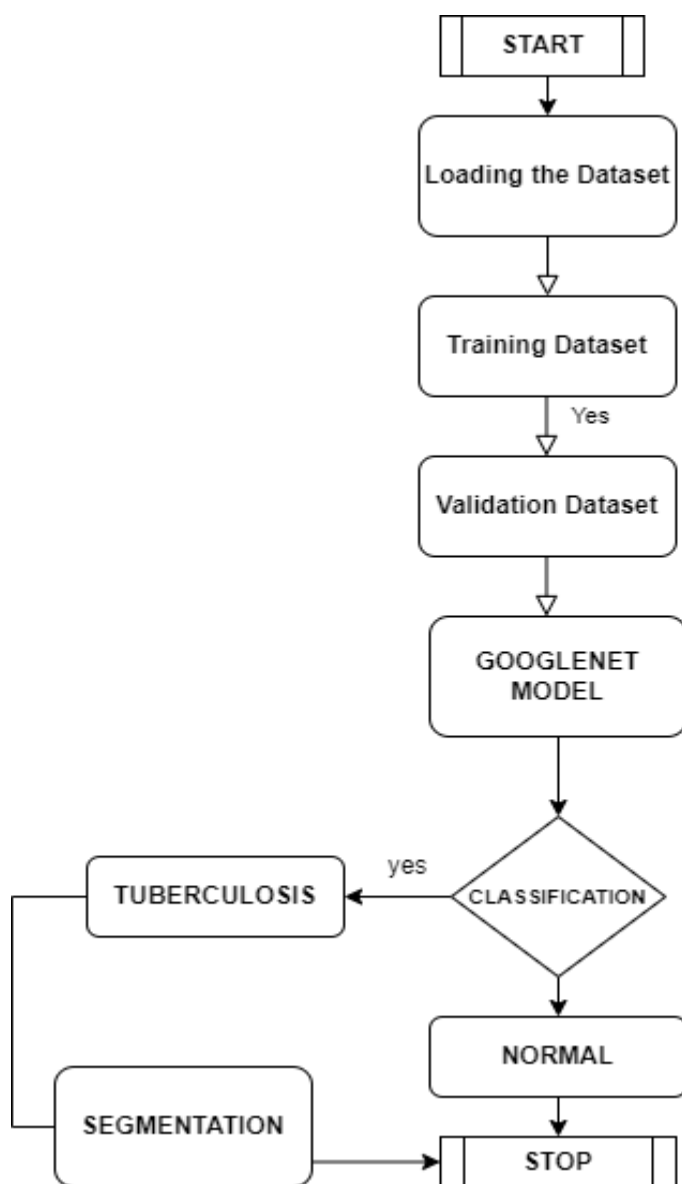 START
Loading the Dataset
Training Dataset
Yes
Validation Dataset
GOOGLENET
MODEL
yes
TUBERCULOSIS
CLASSIFICATION
NORMAL
SEGMENTATION
STOP